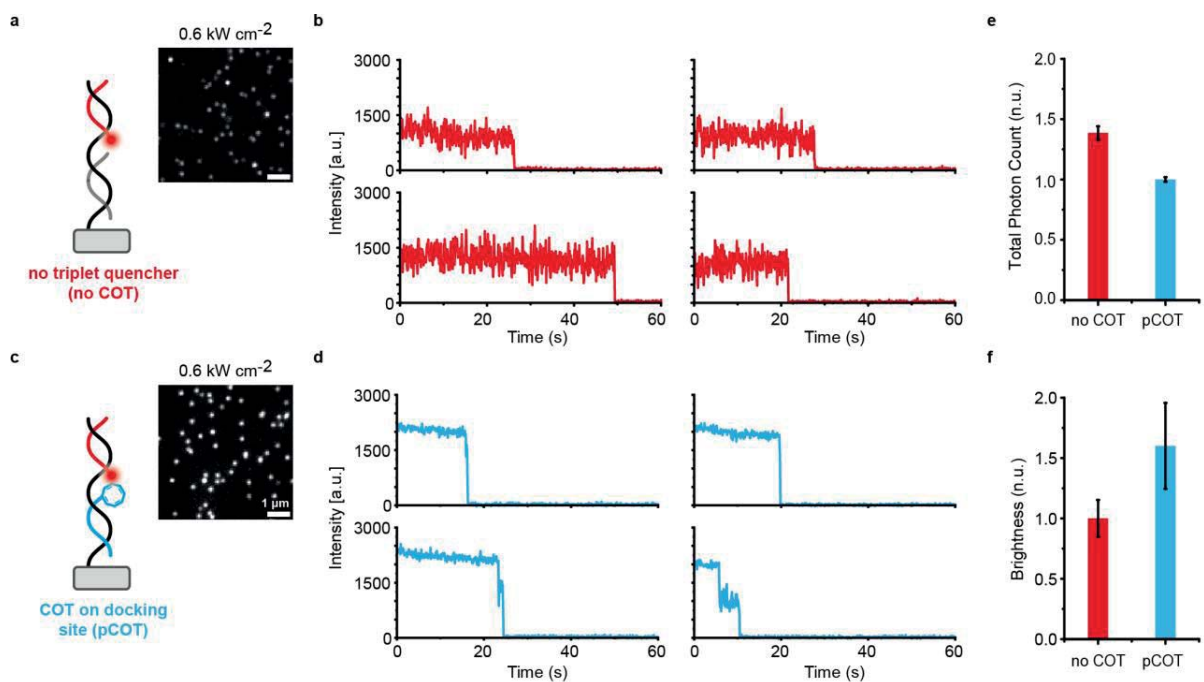 a
0.6 kW cm⁻²
no triplet quencher
(no COT)
b
3000
1500
0
3000
1500
0
Intensity [a.u.]
0 20 40 60
0 20 40 60
Time (s)
Time (s)
e
2.0
1.5
1.0
0.5
0.0
Total Photon Count (n.u.)
no COT pCOT
c
0.6 kW cm⁻²
1 µm
COT on docking
site (pCOT)
d
3000
1500
0
3000
1500
0
Intensity [a.u.]
0 20 40 60
0 20 40 60
Time (s)
Time (s)
f
2.0
1.5
1.0
0.5
0.0
Brightness (n.u.)
no COT pCOT